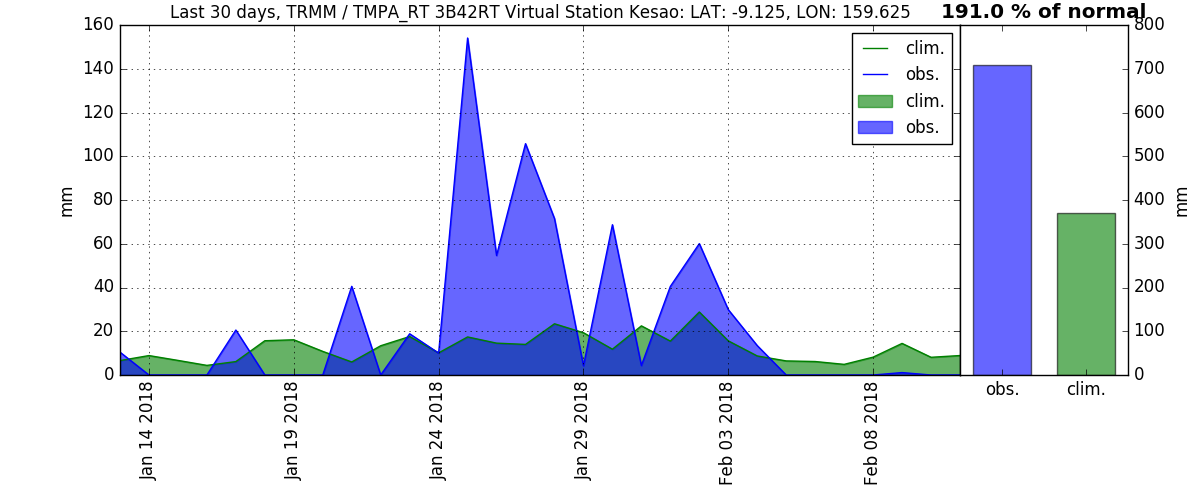 Last 30 days, TRMM / TMPA_RT 3B42RT Virtual Station Kesao: LAT: -9.125, LON: 159.625
191.0 % of normal
160
140
120
100
80
60
40
20
0
mm
clim.
obs.
clim.
obs.
800
700
600
500
400
300
200
100
0
mm
Jan 14 2018
Jan 19 2018
Jan 24 2018
Jan 29 2018
Feb 03 2018
Feb 08 2018
obs.
clim.